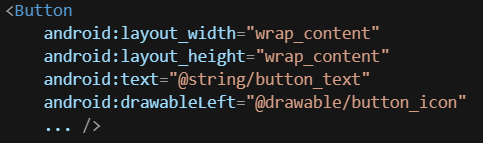 <Button
    android:layout_width="wrap_content"
    android:layout_height="wrap_content"
    android:text="@string/button_text"
    android:drawableLeft="@drawable/button_icon"
    ... />